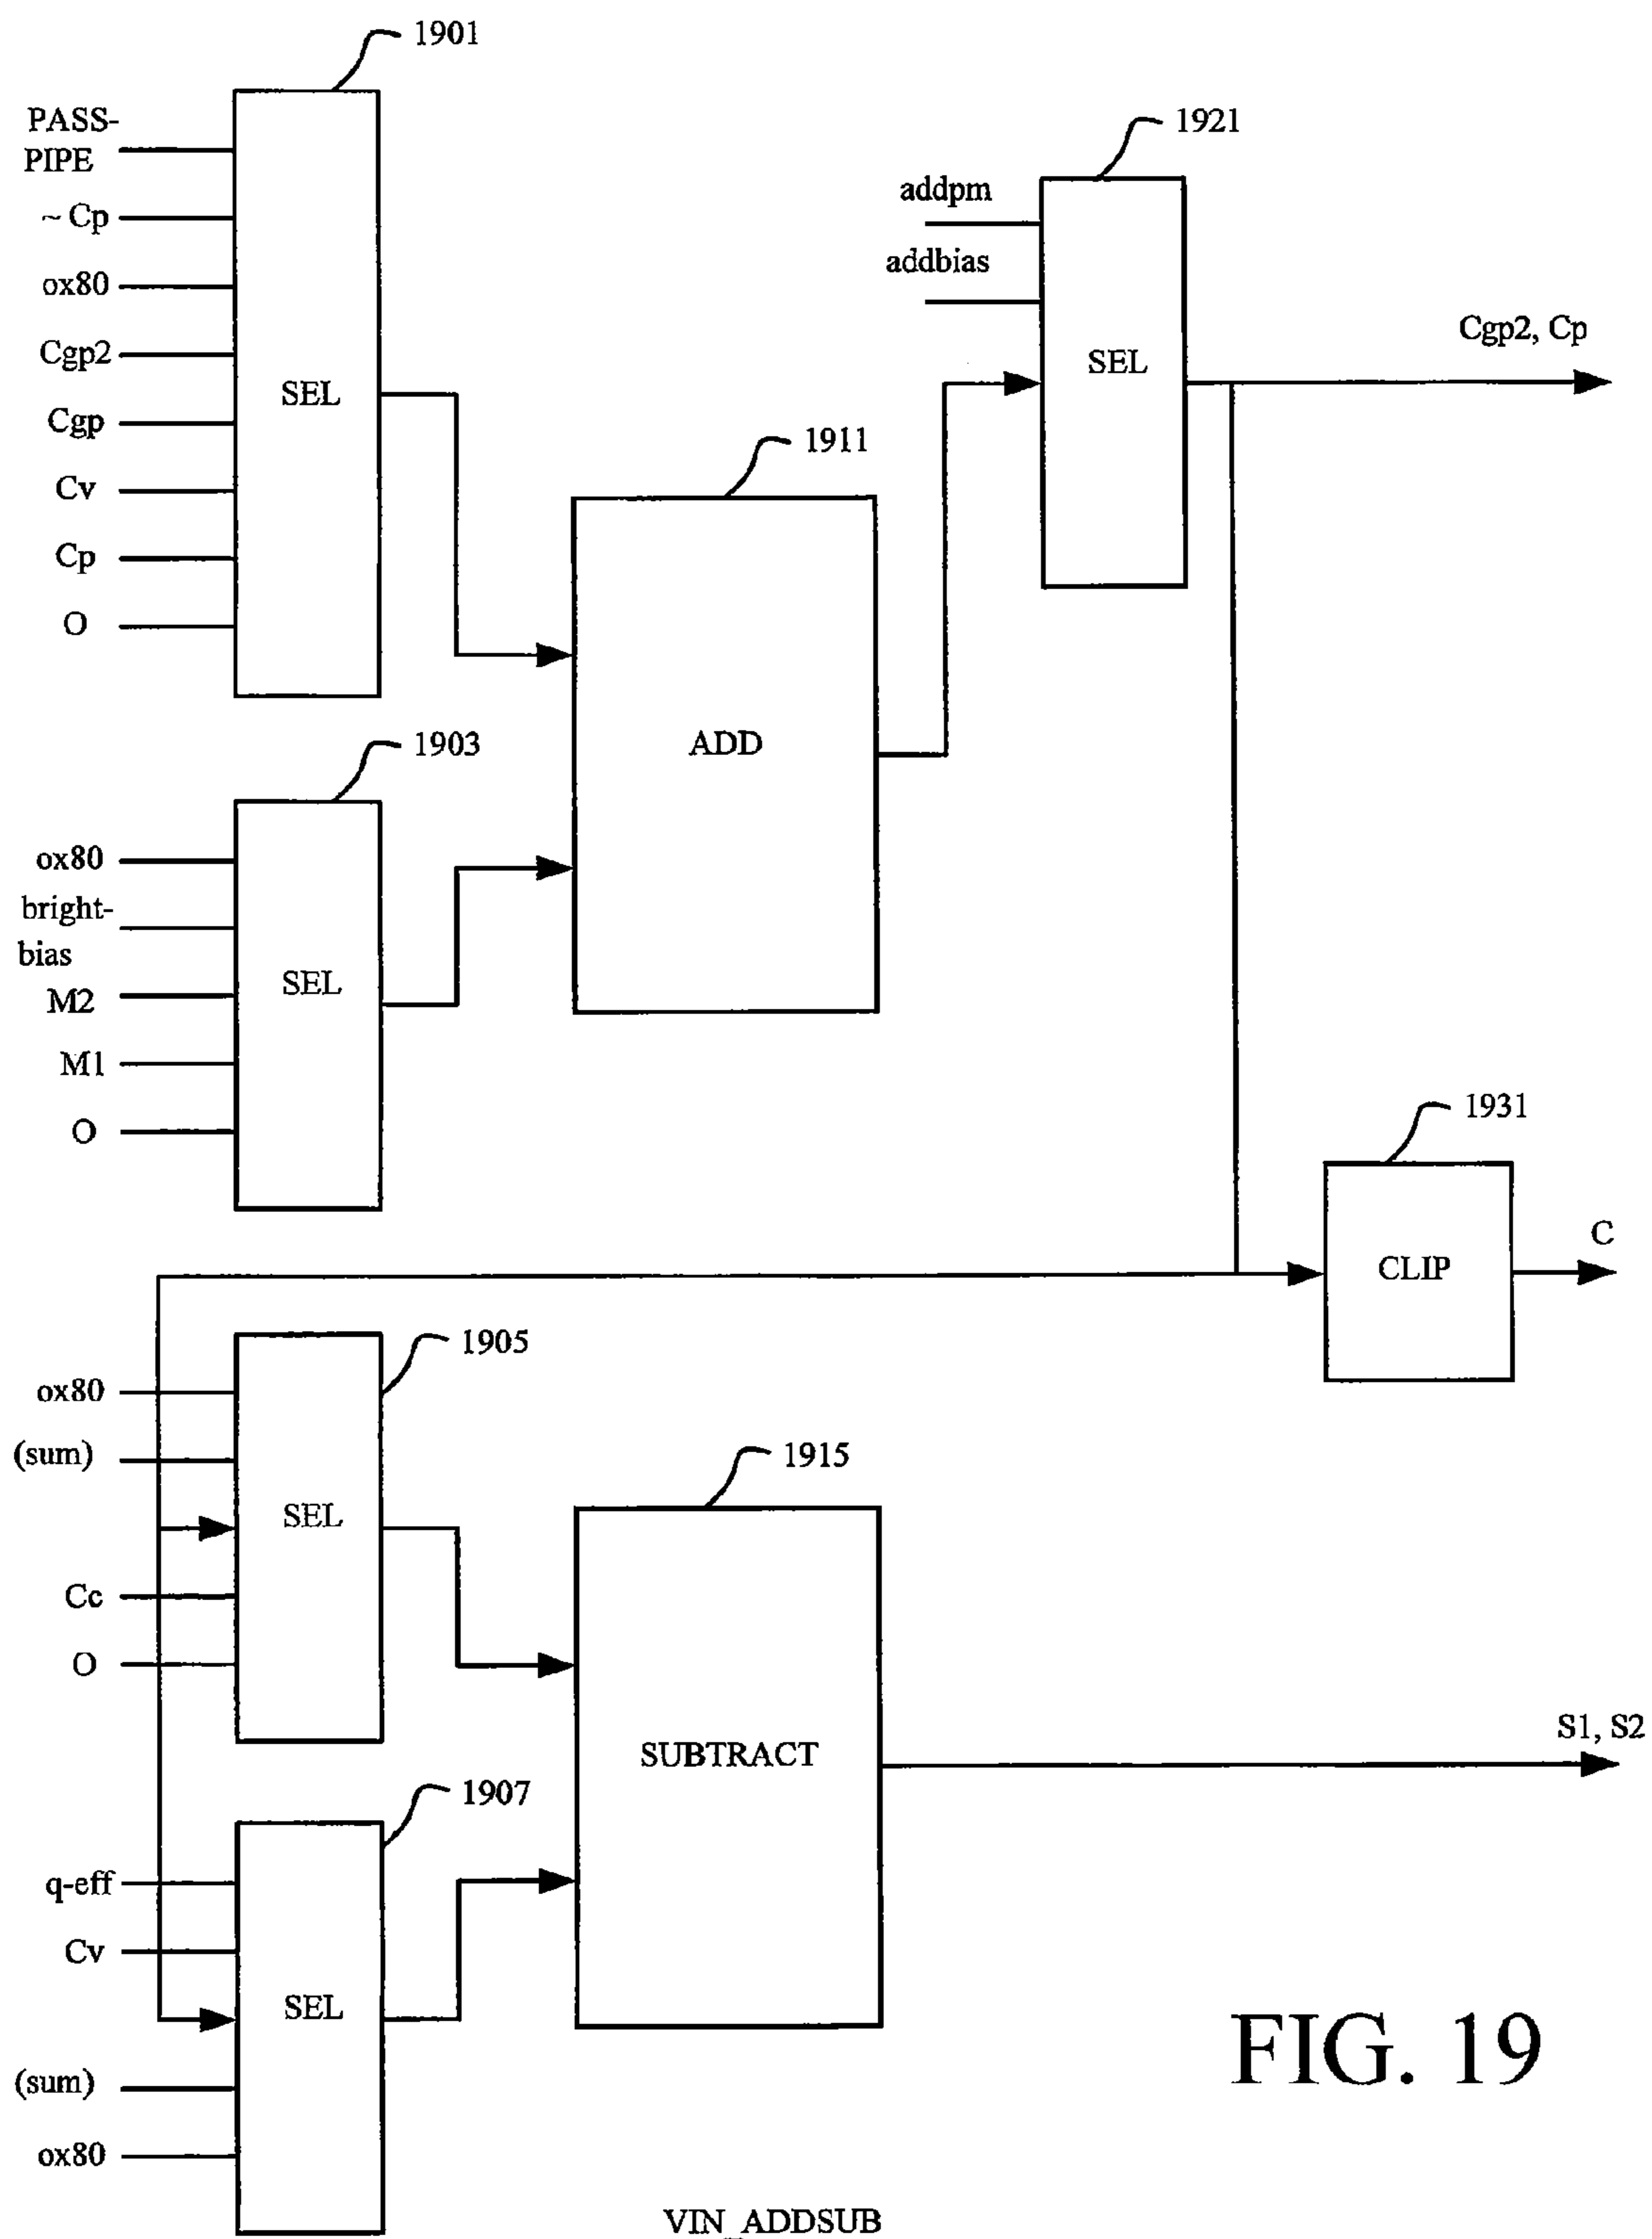 1901
PASS-
PIPE
~ Cp
ox80
Cgp2
Cgp
Cv
Cp
O
SEL
1921
addpm
addbias
SEL
Cgp2, Cp
1911
ADD
1903
ox80
bright-
bias
M2
M1
O
SEL
1931
CLIP
C
1905
ox80
(sum)
Cc
O
SEL
1915
SUBTRACT
S1, S2
1907
q-eff
Cv
(sum)
ox80
SEL
FIG. 19
VIN_ADDSUB